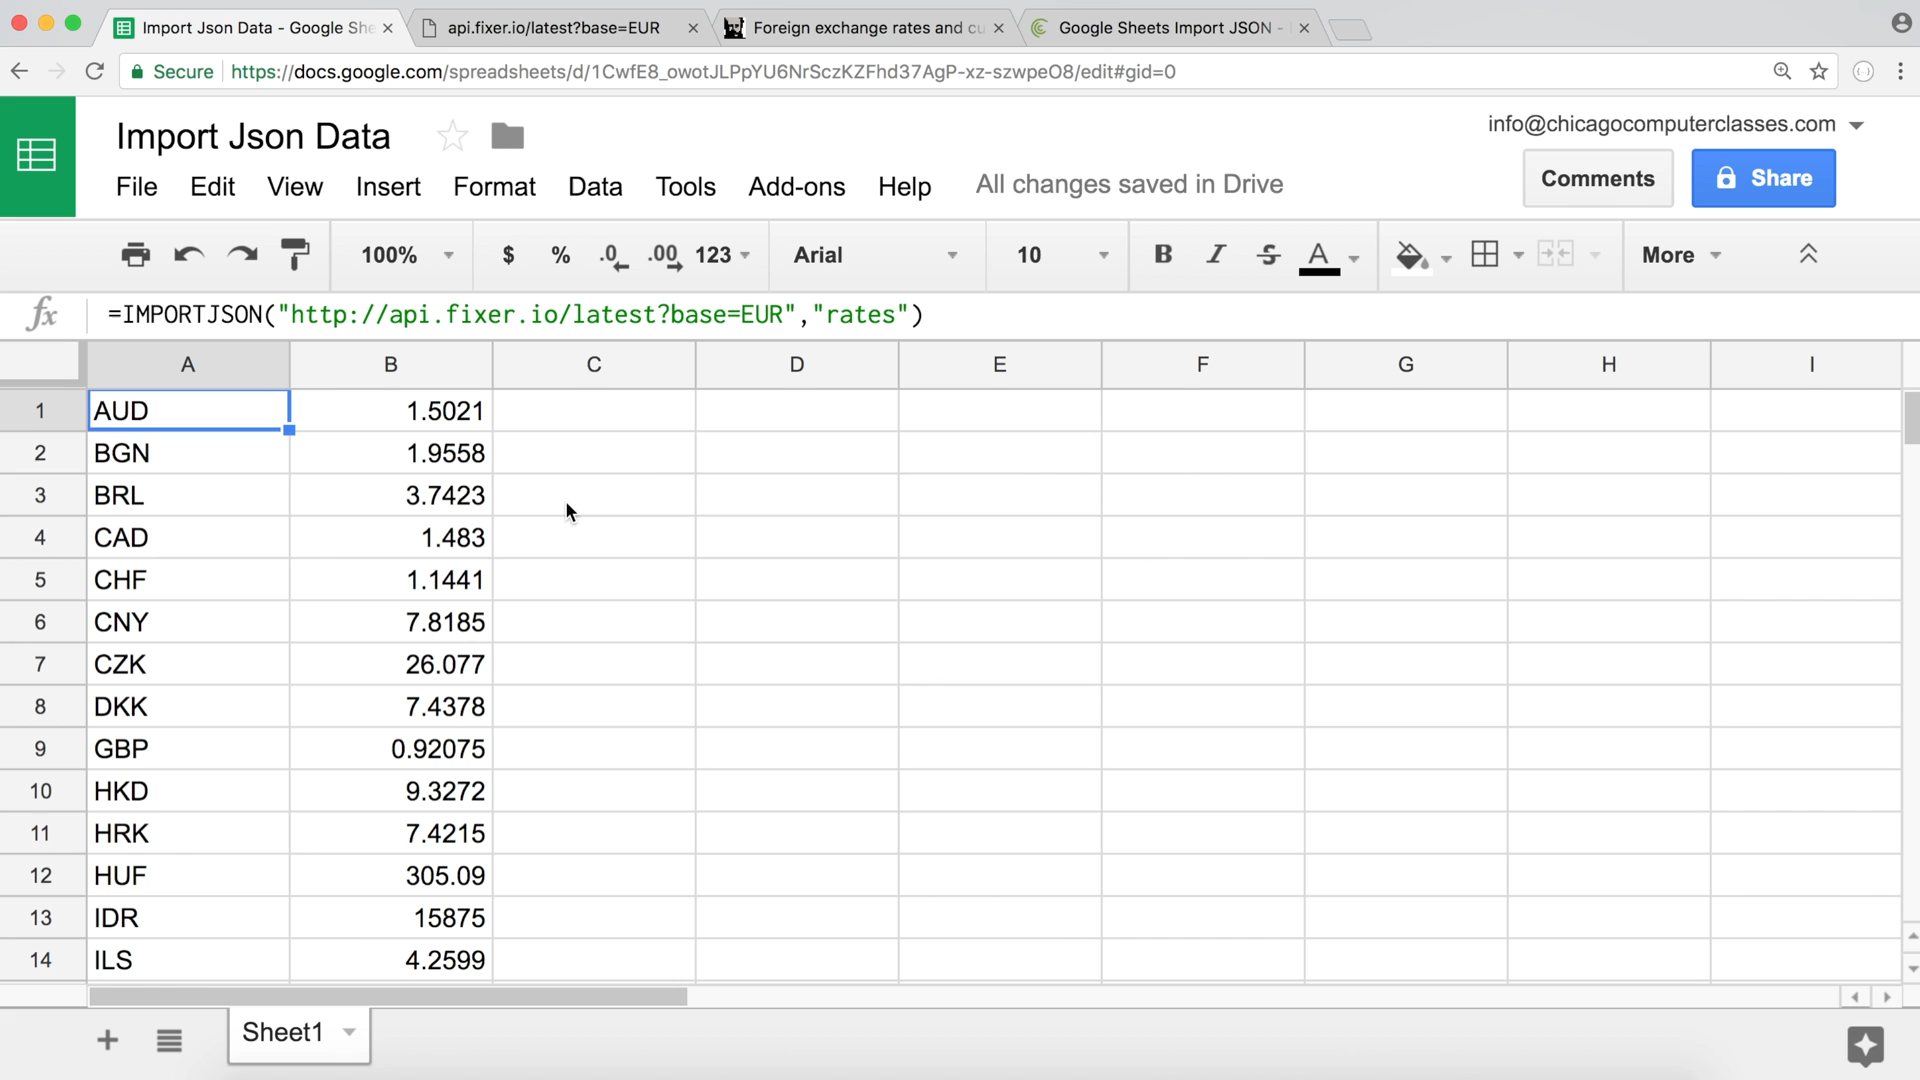 Import Json Data - Google She
api.fixer.io/latest?base=EUR
Foreign exchange rates and cu
Google Sheets Import JSON -
Secure https://docs.google.com/spreadsheets/d/1CwfE8_owotJLPpYU6NrSczKZFhd37AgP-xz-szwpeO8/edit#gid=0
Import Json Data
info@chicagocomputerclasses.com
File Edit View Insert Format Data Tools Add-ons Help All changes saved in Drive
Comments Share
100% $ % .0 .00 123 Arial 10 B I S A More
fx =IMPORTJSON("http://api.fixer.io/latest?base=EUR","rates")
A B C D E F G H I
1 AUD 1.5021
2 BGN 1.9558
3 BRL 3.7423
4 CAD 1.483
5 CHF 1.1441
6 CNY 7.8185
7 CZK 26.077
8 DKK 7.4378
9 GBP 0.92075
10 HKD 9.3272
11 HRK 7.4215
12 HUF 305.09
13 IDR 15875
14 ILS 4.2599
Sheet1